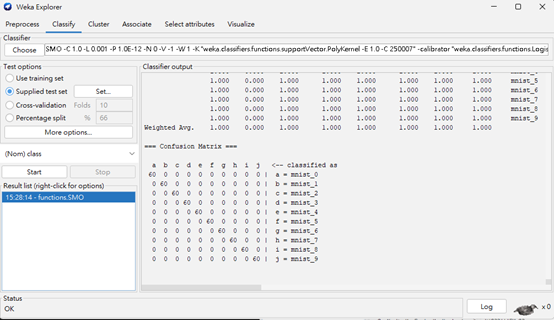 Weka Explorer
Preprocess Classify Cluster Associate Select attributes Visualize
Classifier
Choose SMO -C 1.0 -L 0.001 -P 1.0E-12 -N 0 -V -1 -W 1 -K "weka.classifiers.functions.supportVector.PolyKernel -E 1.0 -C 250007" -calibrator "weka.classifiers.functions.Logis
Test options
Use training set
Supplied test set Set...
Cross-validation Folds 10
Percentage split % 66
More options...
(Nom) class
Start Stop
Result list (right-click for options)
15:28:14 - functions.SMO
Classifier output
1.000 0.000 1.000 1.000 1.000 1.000 1.000 1.000 mnist_5
1.000 0.000 1.000 1.000 1.000 1.000 1.000 1.000 mnist_6
1.000 0.000 1.000 1.000 1.000 1.000 1.000 1.000 mnist_7
1.000 0.000 1.000 1.000 1.000 1.000 1.000 1.000 mnist_8
1.000 0.000 1.000 1.000 1.000 1.000 1.000 1.000 mnist_9
Weighted Avg. 1.000 0.000 1.000 1.000 1.000 1.000 1.000 1.000
=== Confusion Matrix ===
a b c d e f g h i j <-- classified as
60 0 0 0 0 0 0 0 0 0 | a = mnist_0
0 60 0 0 0 0 0 0 0 0 | b = mnist_1
0 0 60 0 0 0 0 0 0 0 | c = mnist_2
0 0 0 60 0 0 0 0 0 0 | d = mnist_3
0 0 0 0 60 0 0 0 0 0 | e = mnist_4
0 0 0 0 0 60 0 0 0 0 | f = mnist_5
0 0 0 0 0 0 60 0 0 0 | g = mnist_6
0 0 0 0 0 0 0 60 0 0 | h = mnist_7
0 0 0 0 0 0 0 0 60 0 | i = mnist_8
0 0 0 0 0 0 0 0 0 60 | j = mnist_9
Status
OK
Log x 0